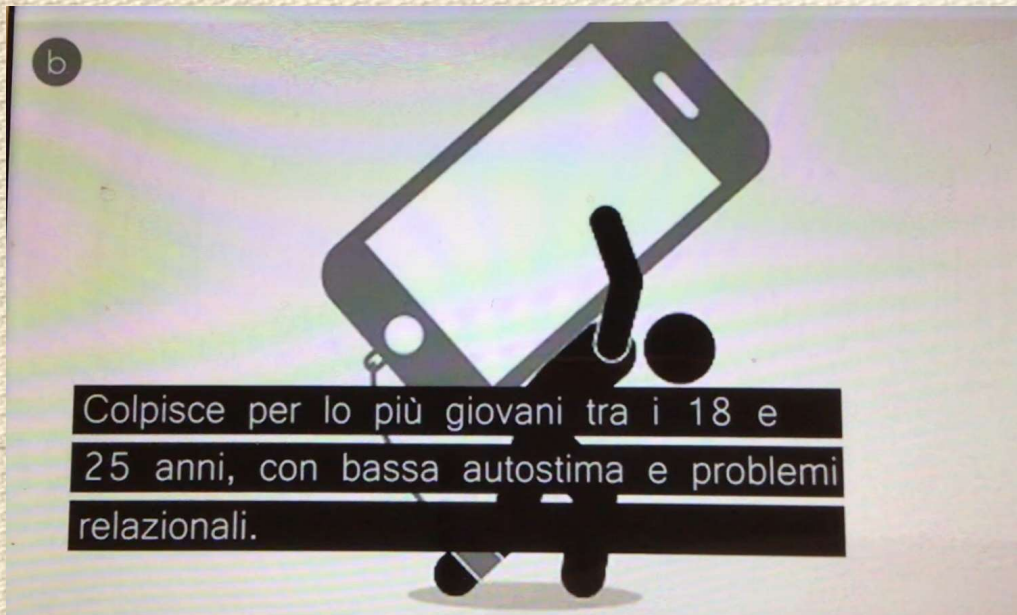 b
Colpisce per lo più giovani tra i 18 e
25 anni, con bassa autostima e problemi
relazionali.